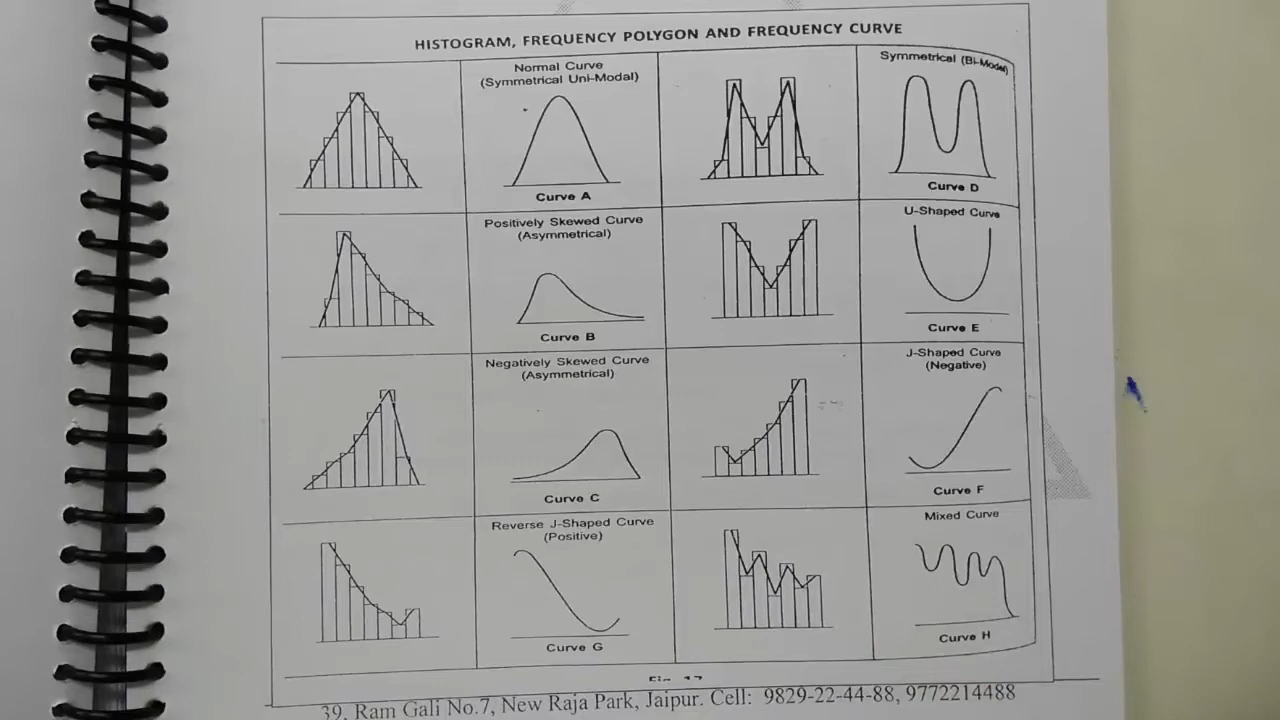 HISTOGRAM, FREQUENCY POLYGON AND FREQUENCY CURVE
Normal Curve
(Symmetrical Uni-Modal)
Curve A
Symmetrical (Bi-Modal)
Curve D
Positively Skewed Curve
(Asymmetrical)
Curve B
U-Shaped Curve
Curve E
Negatively Skewed Curve
(Asymmetrical)
Curve C
J-Shaped Curve
(Negative)
Curve F
Reverse J-Shaped Curve
(Positive)
Curve G
Mixed Curve
Curve H
39, Ram Gali No.7, New Raja Park, Jaipur. Cell: 9829-22-44-88, 9772214488